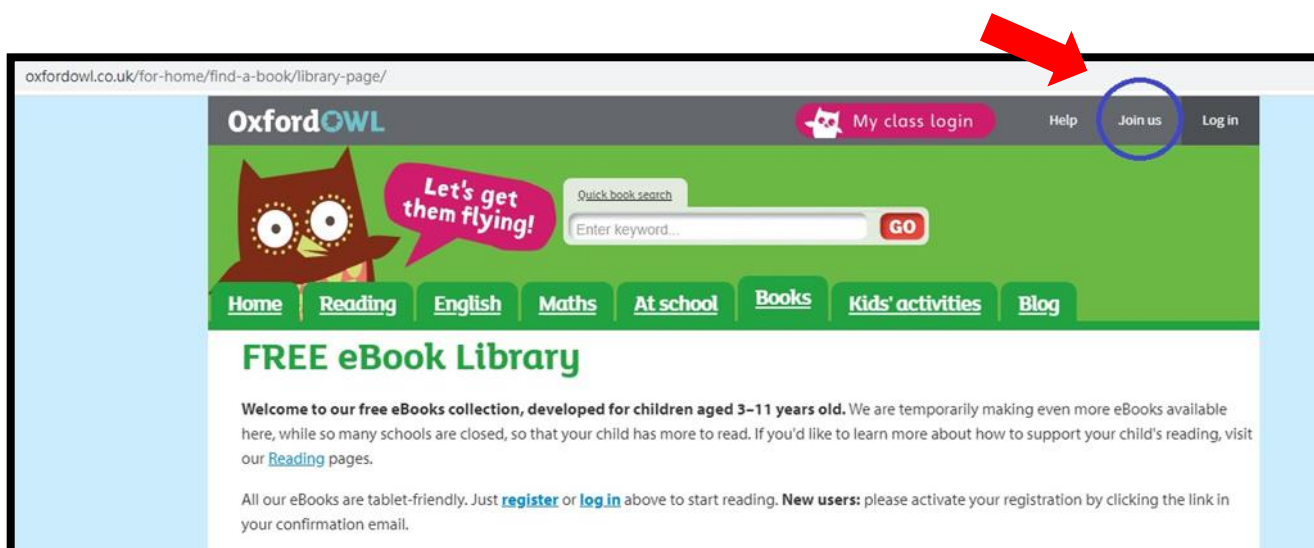 oxfordowl.co.uk/for-home/find-a-book/library-page/
OxfordOWL
My class login
Help
Join us
Log in
Let's get
them flying!
Quick book search
Enter keyword...
GO
Home
Reading
English
Maths
At school
Books
Kids' activities
Blog
FREE eBook Library
Welcome to our free eBooks collection, developed for children aged 3–11 years old. We are temporarily making even more eBooks available
here, while so many schools are closed, so that your child has more to read. If you'd like to learn more about how to support your child's reading, visit
our Reading pages.
All our eBooks are tablet-friendly. Just register or log in above to start reading. New users: please activate your registration by clicking the link in
your confirmation email.